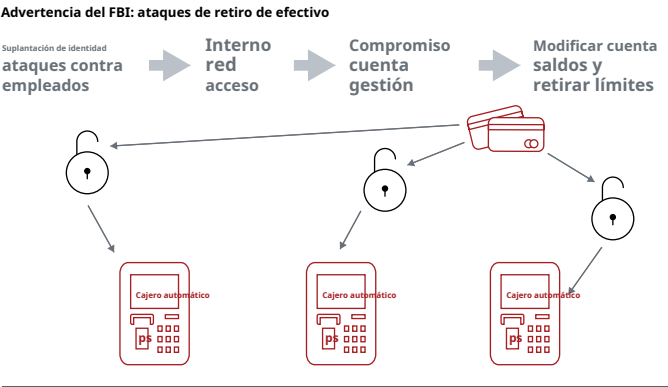 Advertencia del FBI: ataques de retiro de efectivo
Suplantación de identidad
ataques contra
empleados
Interno
red
acceso
Compromiso
cuenta
gestión
Modificar cuenta
saldos y
retirar límites
Cajero automático
ps
Cajero automático
ps
Cajero automático
ps